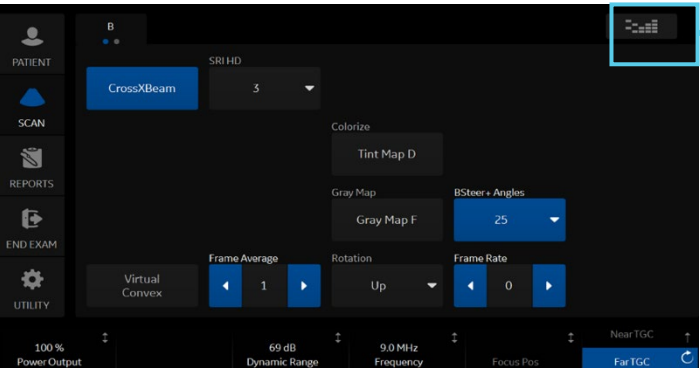 B
PATIENT
SRI HD
CrossXBeam
3
SCAN
Colorize
Tint Map D
REPORTS
Gray Map
BSteer+ Angles
Gray Map F
25
END EXAM
Frame Average
Rotation
Frame Rate
Virtual
Convex
1
Up
0
UTILITY
Near TGC
100 %
69 dB
9.0 MHz
Power Output
Dynamic Range
Frequency
Focus Pos
Far TGC